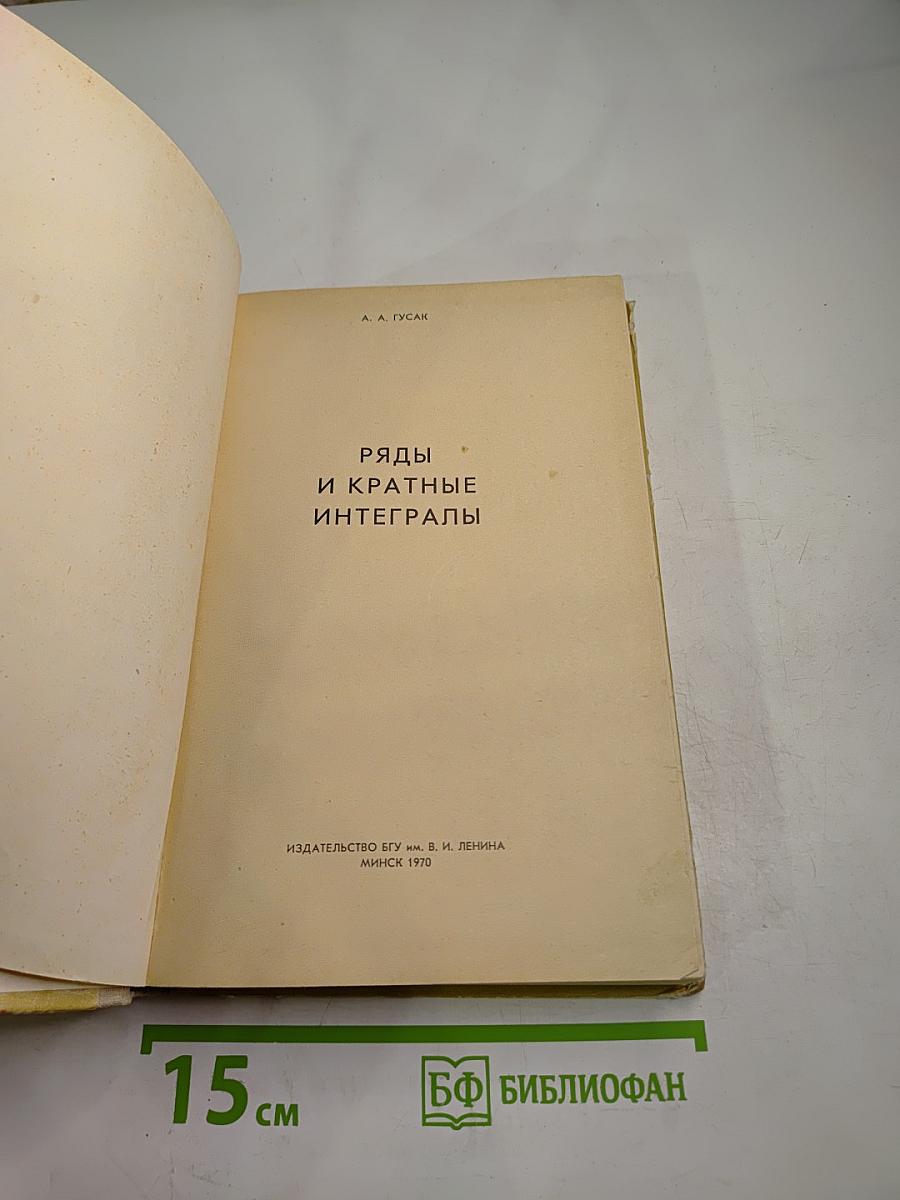 А. А. ГУСАК
РЯДЫ
И КРАТНЫЕ
ИНТЕГРАЛЫ
ИЗДАТЕЛЬСТВО БГУ им. В. И. ЛЕНИНА
МИНСК 1970
15 см
БФ БИБЛИОФАН